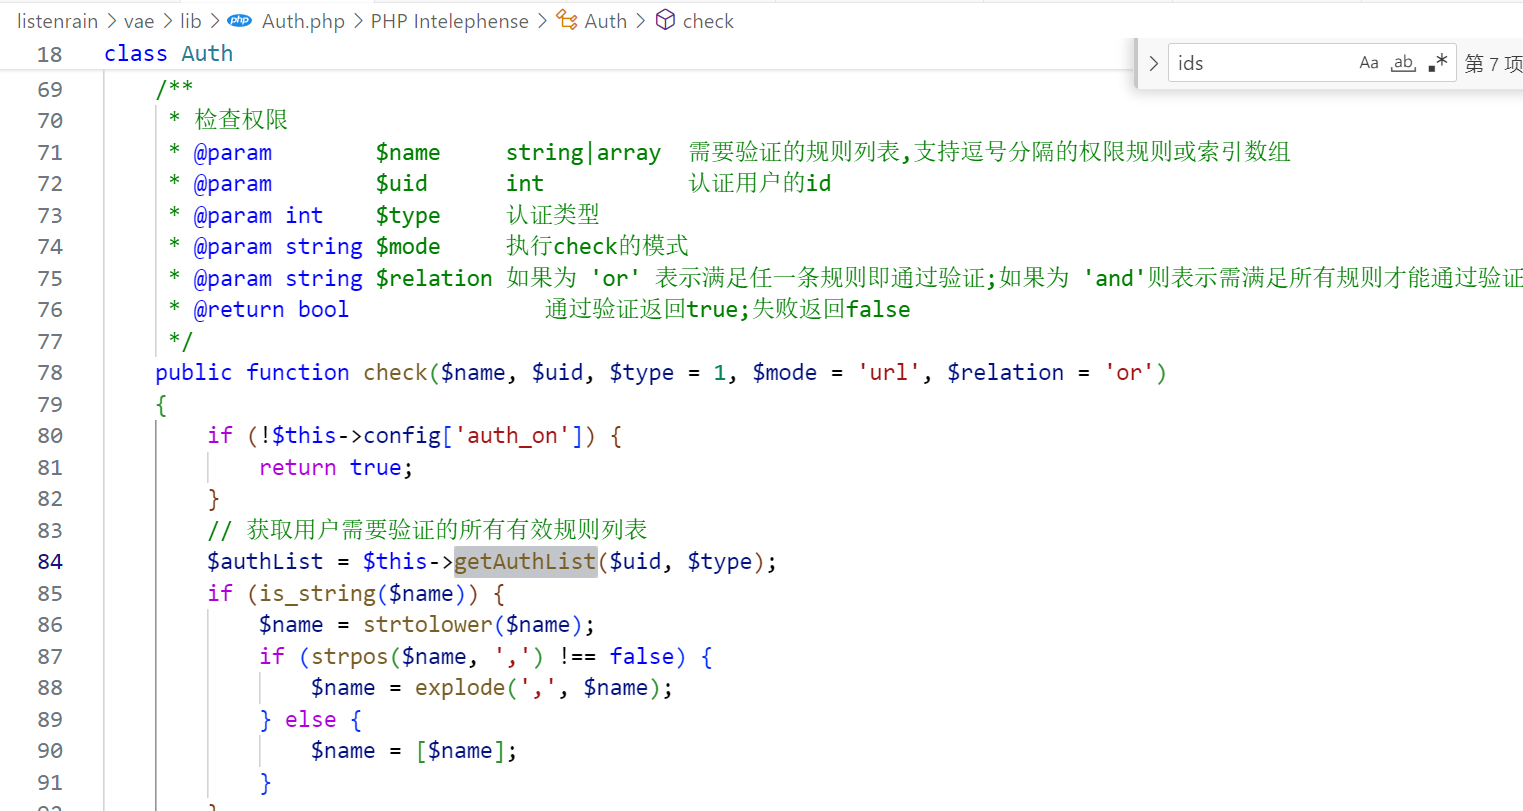 listenrain > vae > lib > php Auth.php > PHP Intelephense > Auth > check
18 class Auth
> ids Aa ab .* 第 7 项
69 /**
70 * 检查权限
71 * @param $name string|array 需要验证的规则列表,支持逗号分隔的权限规则或索引数组
72 * @param $uid int 认证用户的id
73 * @param int $type 认证类型
74 * @param string $mode 执行check的模式
75 * @param string $relation 如果为 'or' 表示满足任一条规则即通过验证;如果为 'and'则表示需满足所有规则才能通过验证
76 * @return bool 通过验证返回true;失败返回false
77 */
78 public function check($name, $uid, $type = 1, $mode = 'url', $relation = 'or')
79 {
80 if (!$this->config['auth_on']) {
81 return true;
82 }
83 // 获取用户需要验证的所有有效规则列表
84 $authList = $this->getAuthList($uid, $type);
85 if (is_string($name)) {
86 $name = strtolower($name);
87 if (strpos($name, ',') !== false) {
88 $name = explode(',', $name);
89 } else {
90 $name = [$name];
91 }